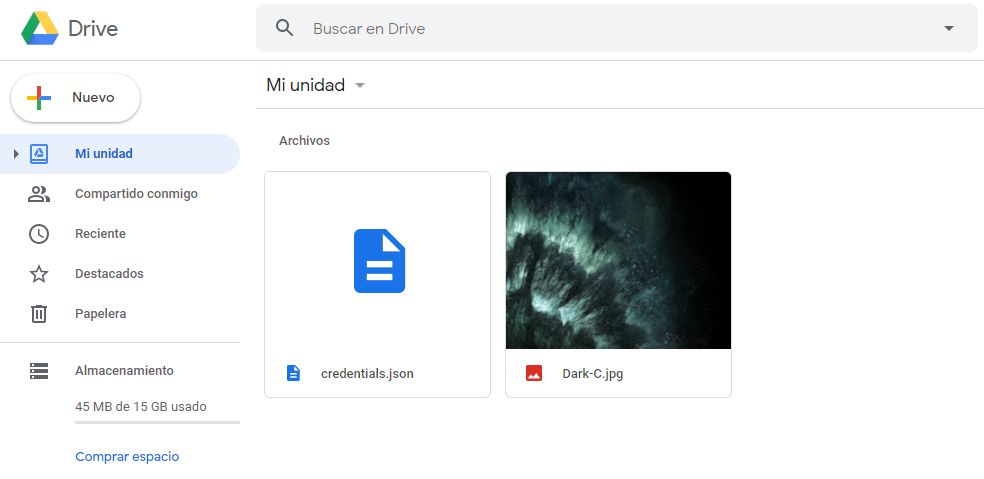 Drive
Buscar en Drive
Nuevo
Mi unidad
Mi unidad
Compartido conmigo
Reciente
Destacados
Papelera
Almacenamiento
45 MB de 15 GB usado
Comprar espacio
Archivos
credentials.json
Dark-C.jpg